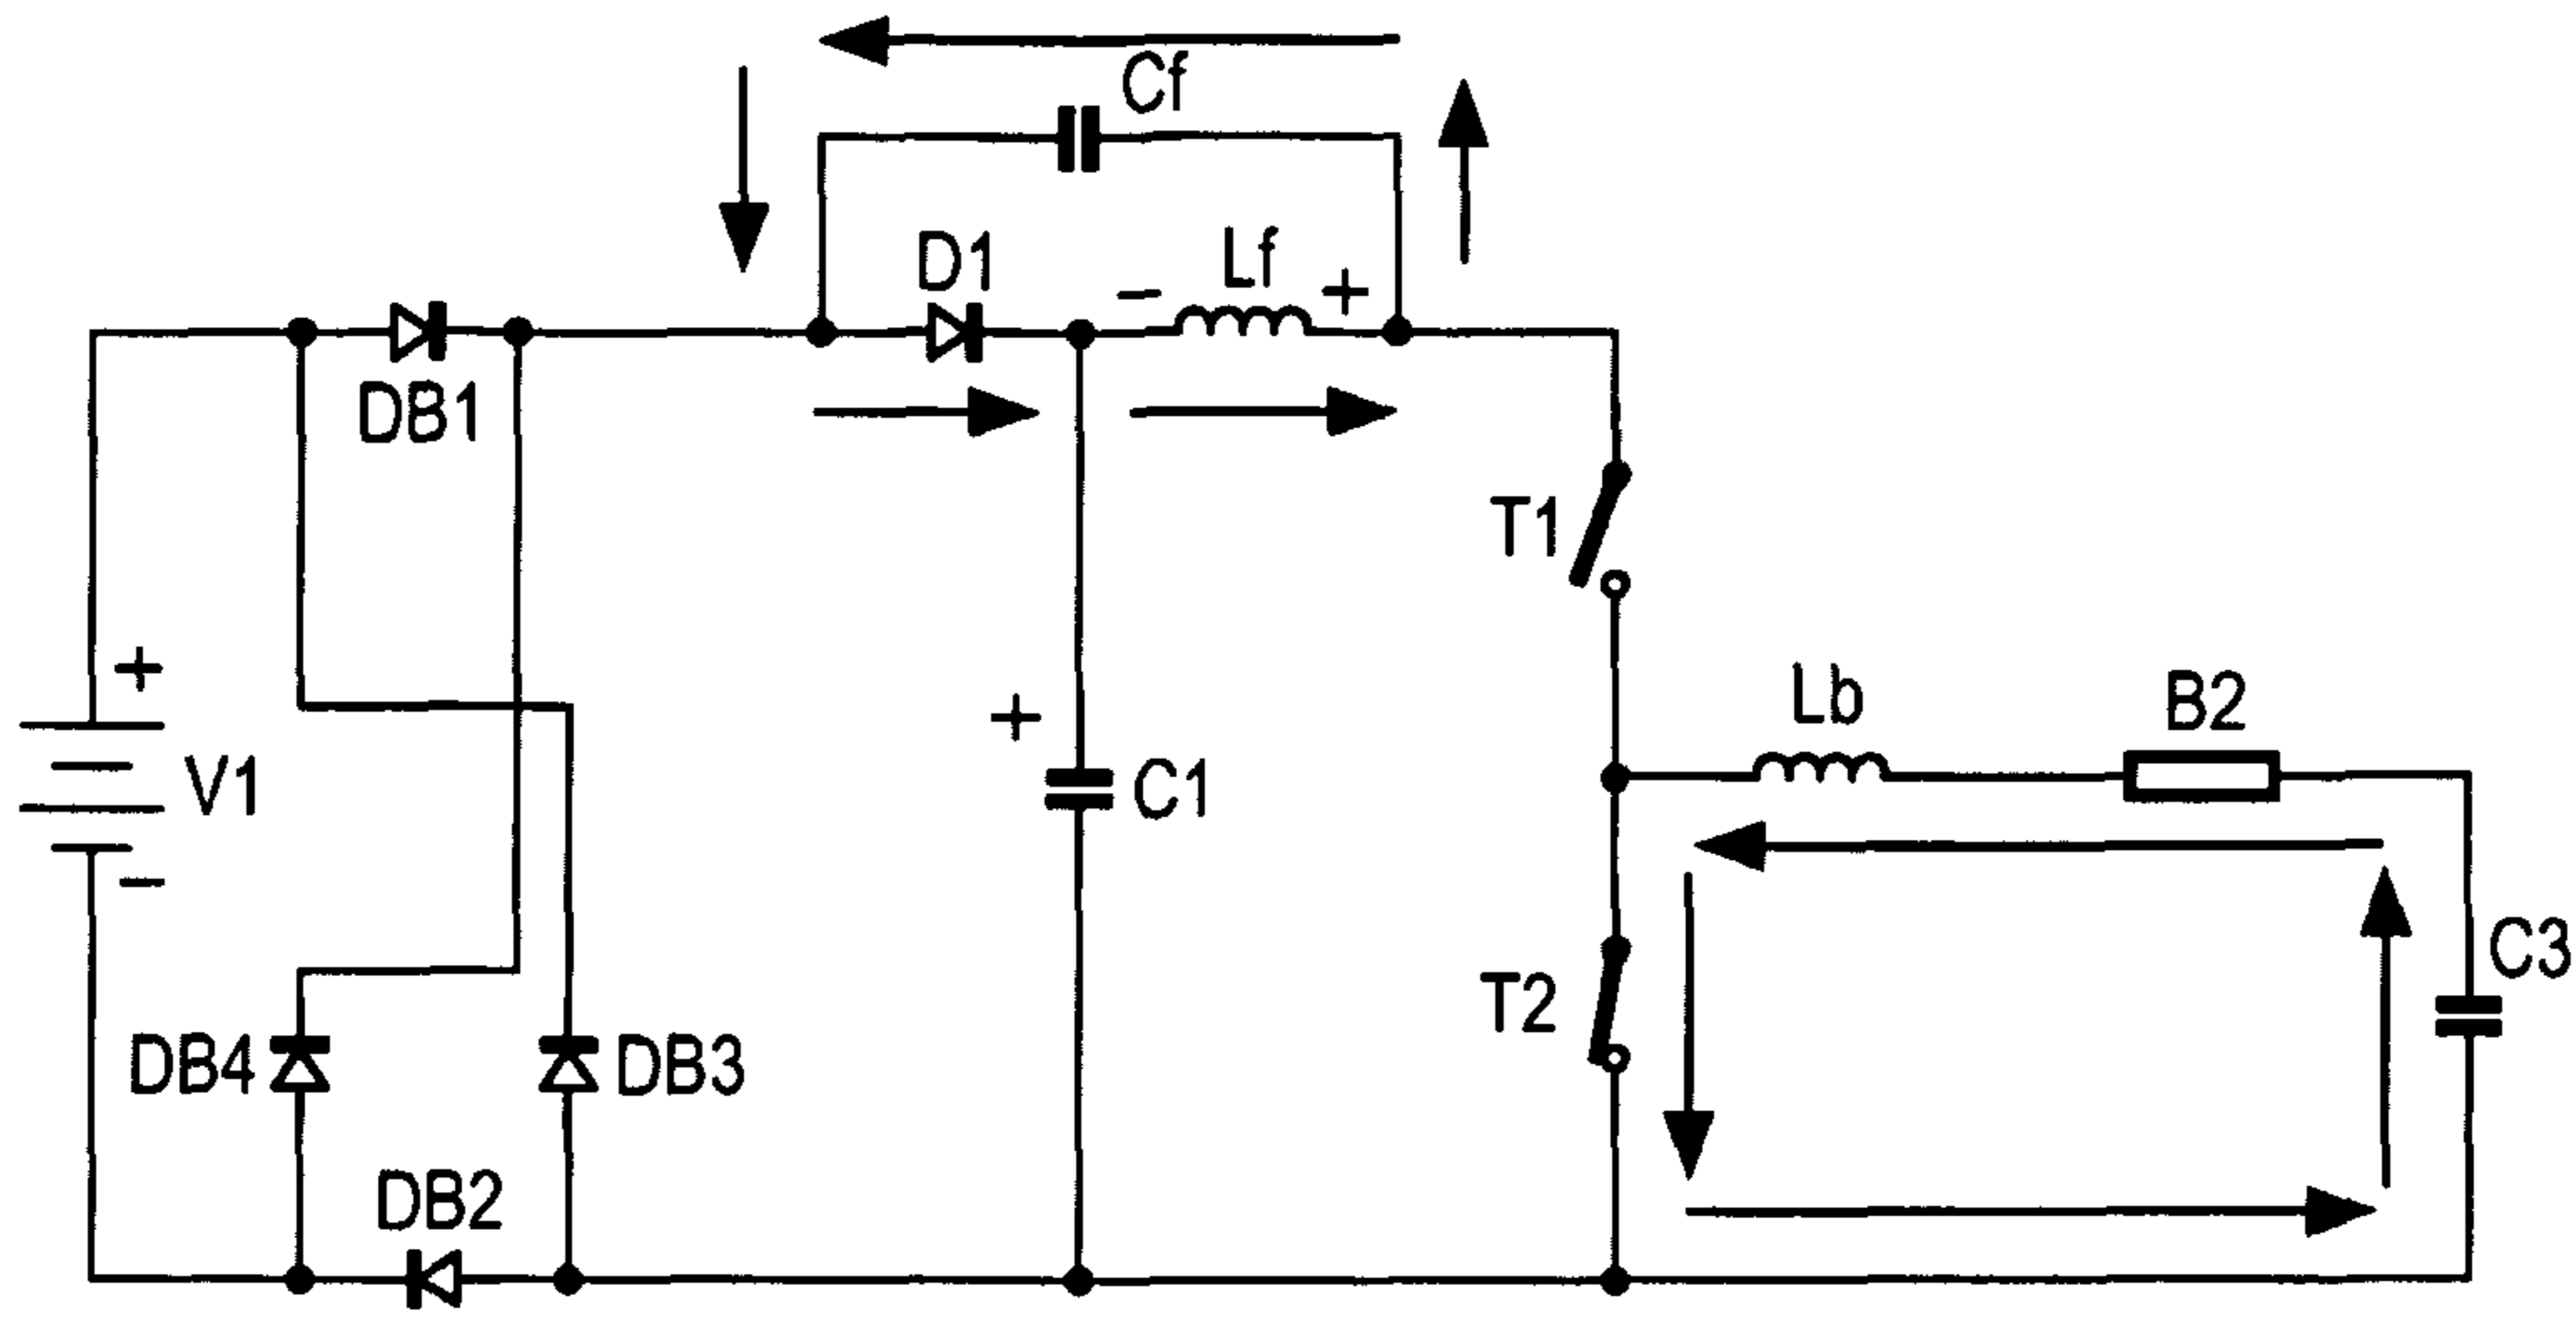 Cf
D1
- Lf +
DB1
T1
+
V1
-
+
C1
Lb
B2
T2
C3
DB4
DB3
DB2